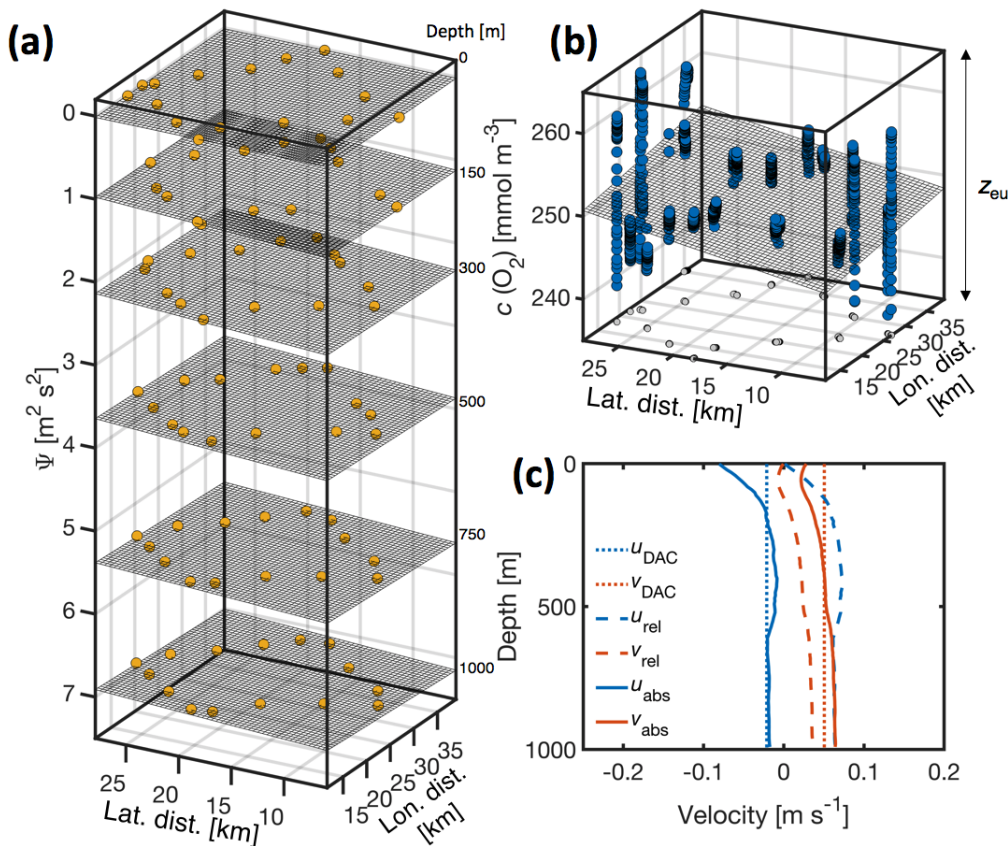 (a)
Depth [m]
0
150
300
500
750
1000
0
1
2
3
4
5
6
7
Ψ [m² s²]
25
20
15
10
Lat. dist. [km]
15
20
25
30
35
Lon. dist.
[km]
(b)
260
250
240
c (O₂) [mmol m⁻³]
z_eu
25
20
15
10
Lat. dist. [km]
15
20
25
30
35
Lon. dist.
[km]
(c)
0
500
1000
Depth [m]
u_DAC
v_DAC
u_rel
v_rel
u_abs
v_abs
-0.2
-0.1
0
0.1
0.2
Velocity [m s⁻¹]